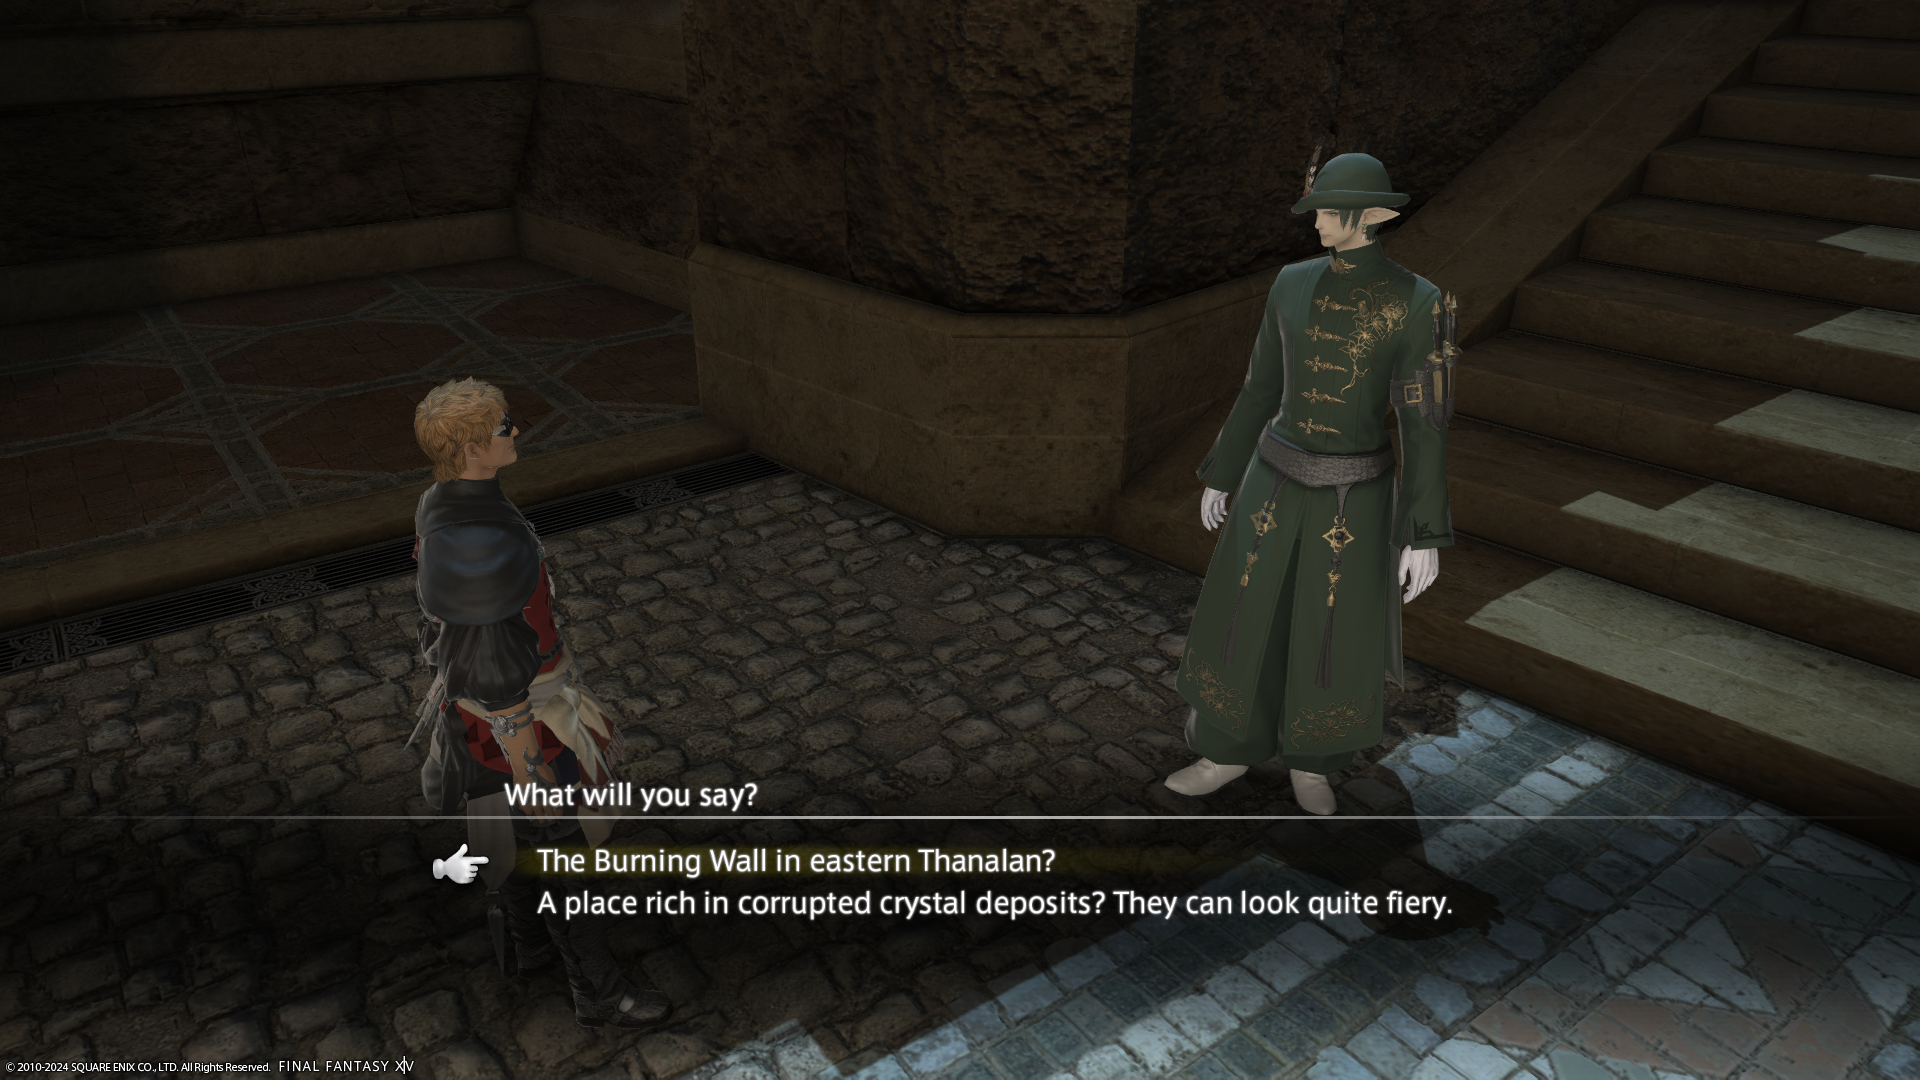 What will you say?
The Burning Wall in eastern Thanalan?
A place rich in corrupted crystal deposits? They can look quite fiery.
© 2010-2024 SQUARE ENIX CO., LTD. All Rights Reserved. FINAL FANTASY XIV